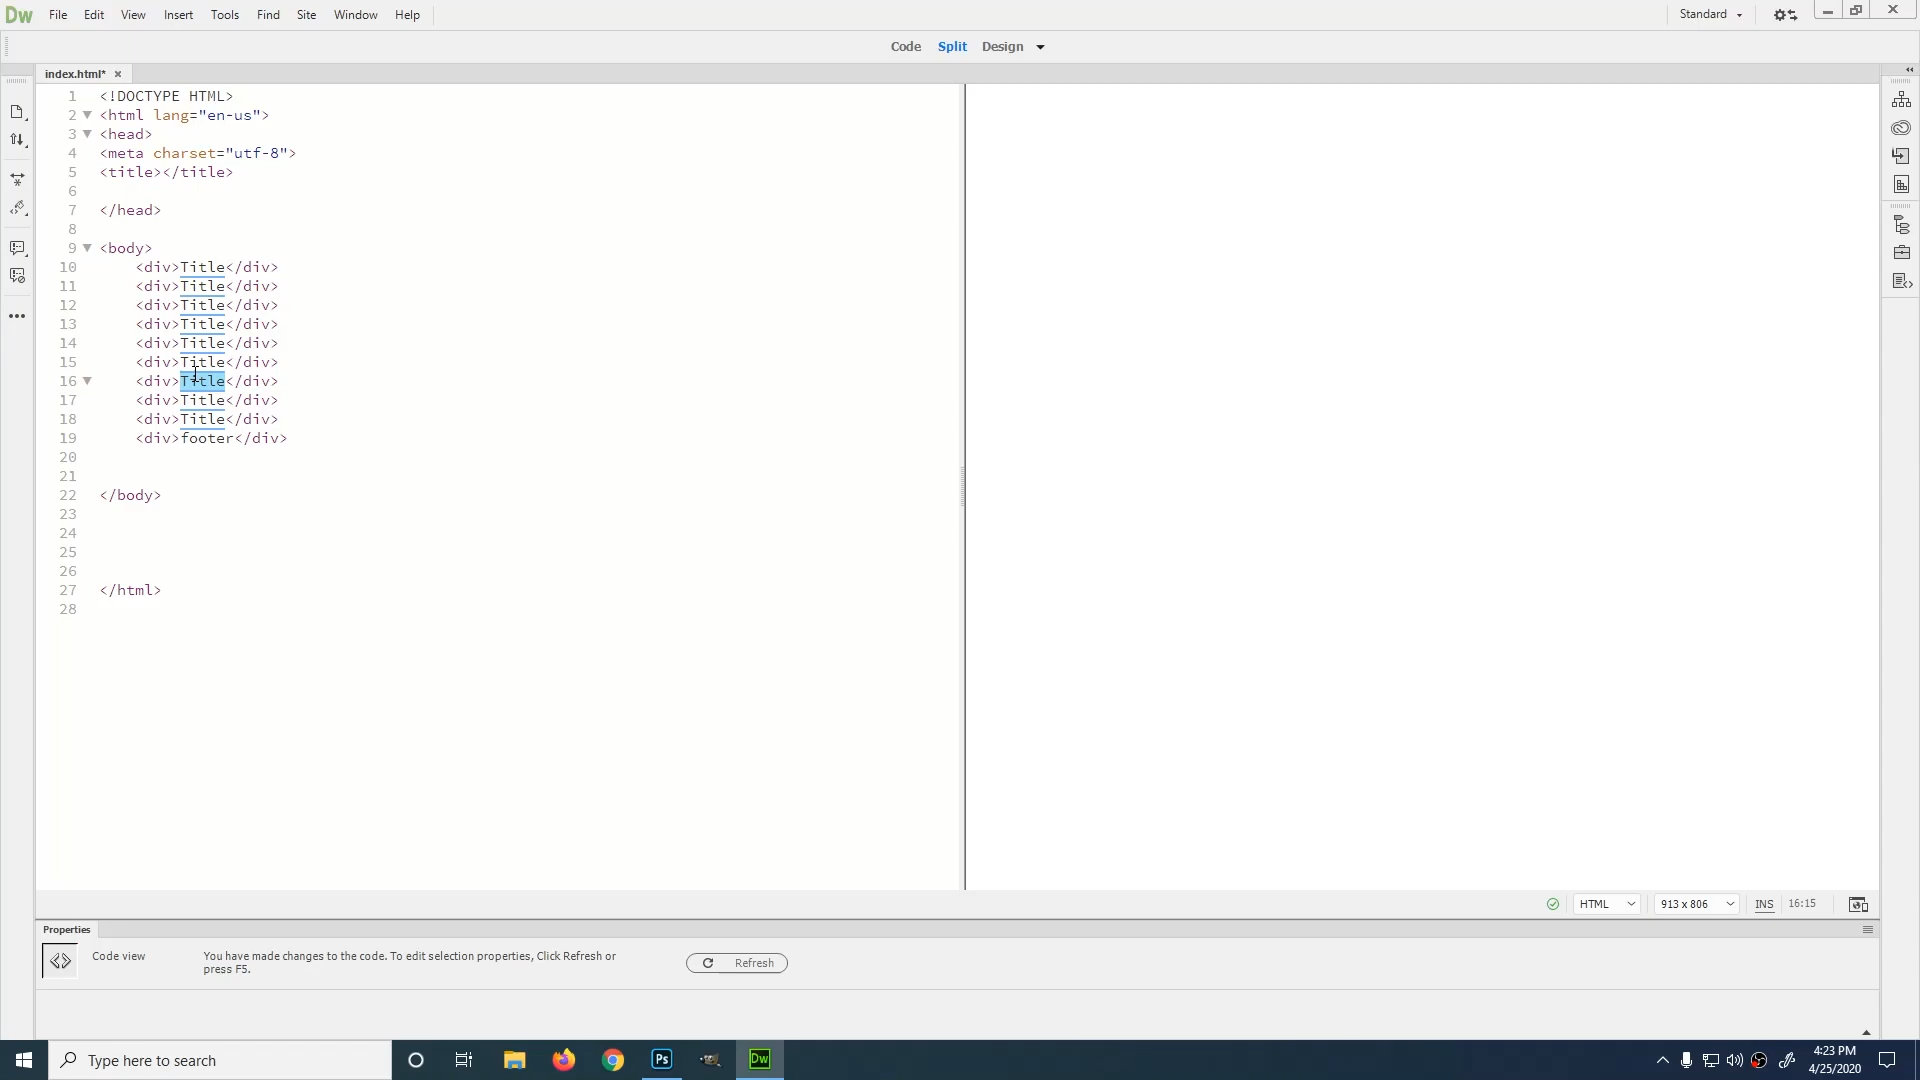 Dw File Edit View Insert Tools Find Site Window Help Standard
Code Split Design
index.html*
1 <!DOCTYPE HTML>
2 <html lang="en-us">
3 <head>
4 <meta charset="utf-8">
5 <title></title>
6
7 </head>
8
9 <body>
10 <div>Title</div>
11 <div>Title</div>
12 <div>Title</div>
13 <div>Title</div>
14 <div>Title</div>
15 <div>Title</div>
16 <div>Title</div>
17 <div>Title</div>
18 <div>Title</div>
19 <div>footer</div>
20
21
22 </body>
23
24
25
26
27 </html>
28
HTML 913 x 806 INS 16:15
Properties
Code view You have made changes to the code. To edit selection properties, Click Refresh or
press F5.
Refresh
Type here to search Ps Dw
4:23 PM
4/25/2020